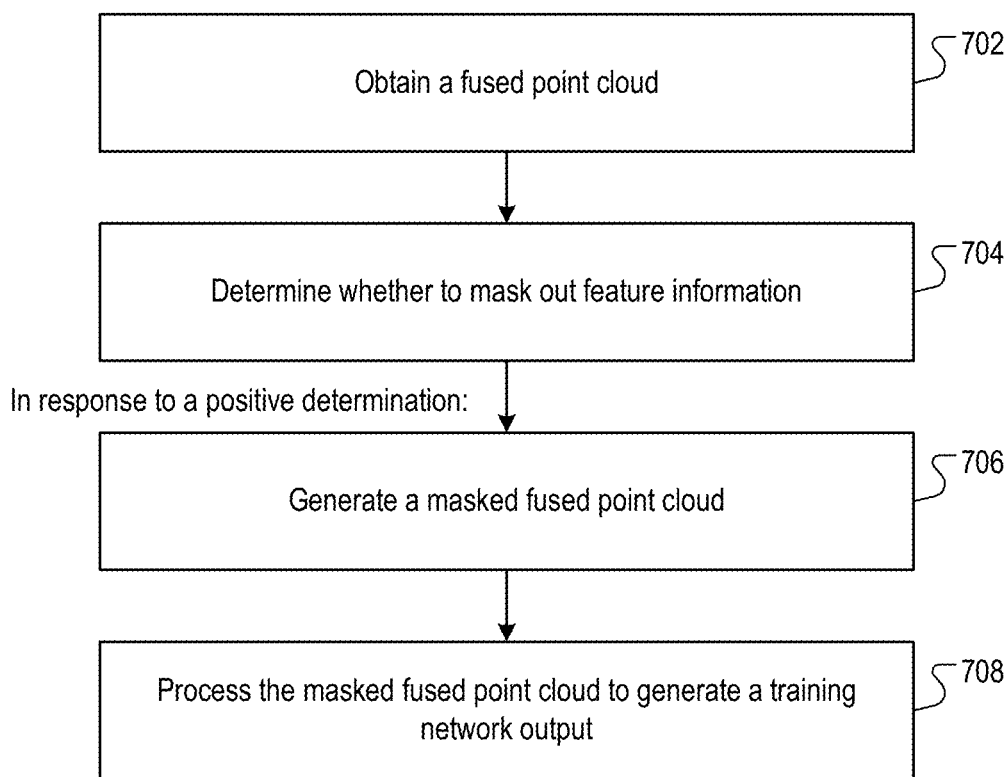 702
Obtain a fused point cloud
704
Determine whether to mask out feature information
In response to a positive determination:
706
Generate a masked fused point cloud
708
Process the masked fused point cloud to generate a training
network output